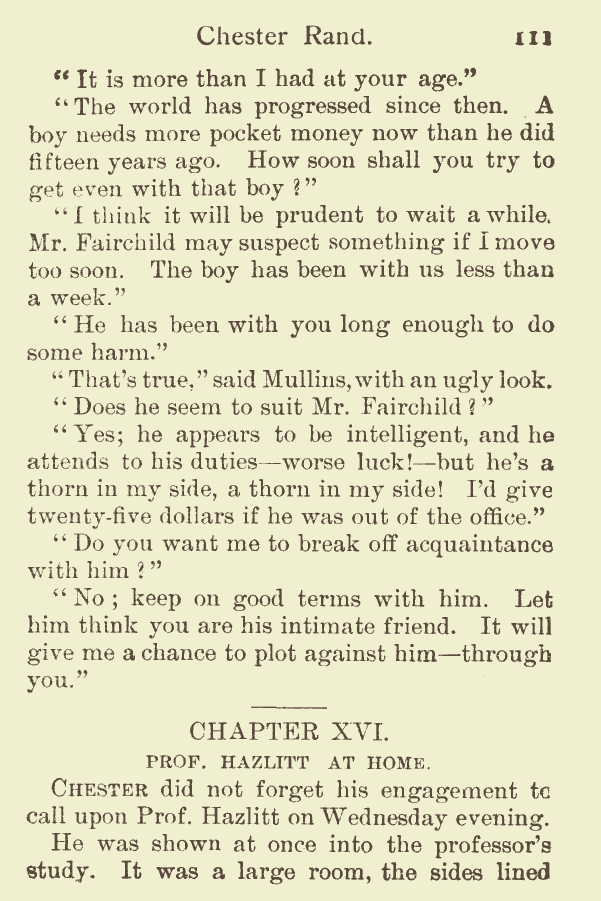 Chester Rand. 111
“It is more than I had at your age.”
“The world has progressed since then. A
boy needs more pocket money now than he did
fifteen years ago. How soon shall you try to
get even with that boy?”
“I think it will be prudent to wait a while.
Mr. Fairchild may suspect something if I move
too soon. The boy has been with us less than
a week.”
“He has been with you long enough to do
some harm.”
“That's true,” said Mullins, with an ugly look.
“Does he seem to suit Mr. Fairchild?”
“Yes; he appears to be intelligent, and he
attends to his duties—worse luck!—but he's a
thorn in my side, a thorn in my side! I'd give
twenty-five dollars if he was out of the office.”
“Do you want me to break off acquaintance
with him?”
“No; keep on good terms with him. Let
him think you are his intimate friend. It will
give me a chance to plot against him—through
you.”
CHAPTER XVI.
PROF. HAZLITT AT HOME.
CHESTER did not forget his engagement to
call upon Prof. Hazlitt on Wednesday evening.
He was shown at once into the professor's
study. It was a large room, the sides lined